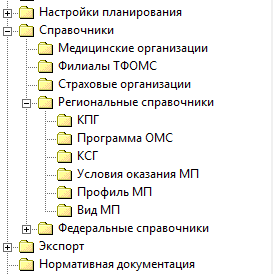 Настройки планирования
Справочники
Медицинские организации
Филиалы ТФОМС
Страховые организации
Региональные справочники
КПГ
Программа ОМС
КСГ
Условия оказания МП
Профиль МП
Вид МП
Федеральные справочники
Экспорт
Нормативная документация